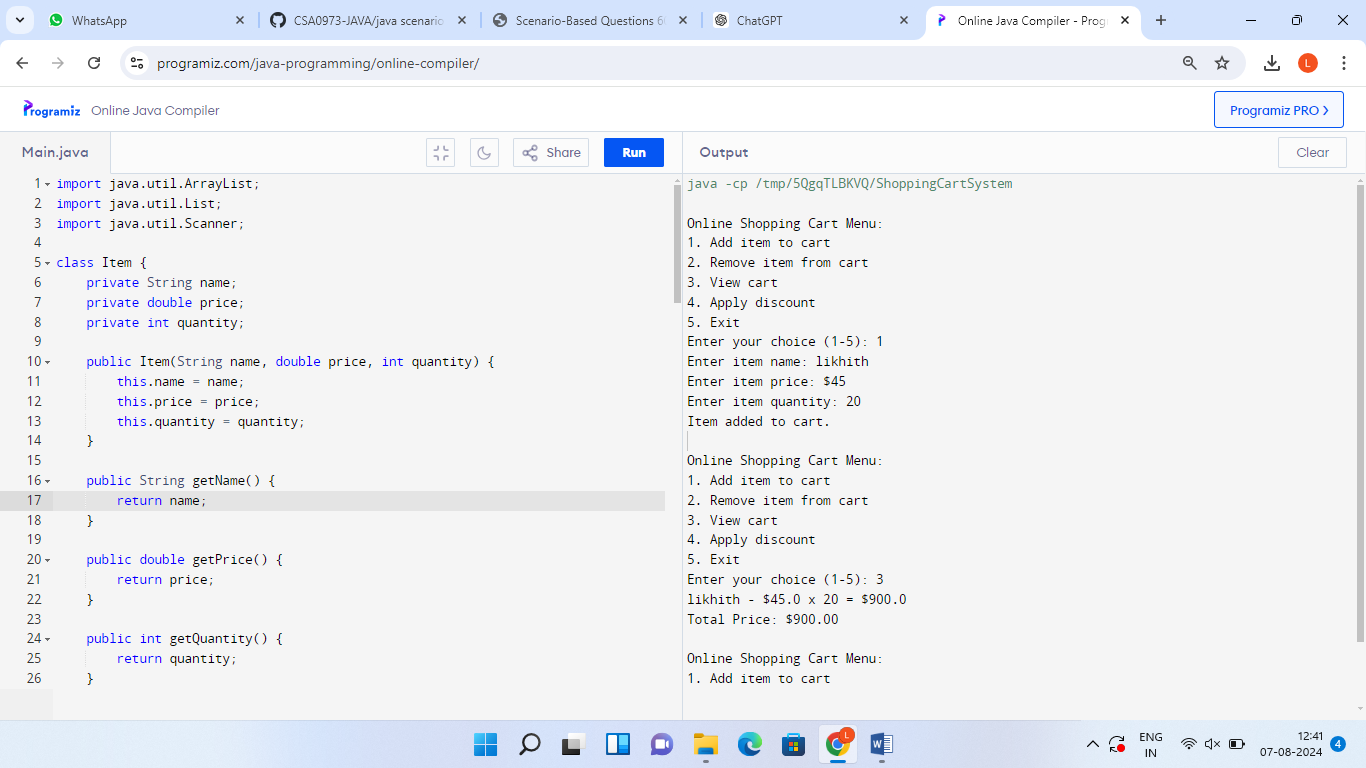 WhatsApp
CSA0973-JAVA/java scenario
Scenario-Based Questions 6
ChatGPT
Online Java Compiler - Prog
programiz.com/java-programming/online-compiler/
L
Programiz
Online Java Compiler
Programiz PRO >
Main.java
Share
Run
Output
Clear
1 import java.util.ArrayList;
2 import java.util.List;
3 import java.util.Scanner;
4
5 class Item {
6 private String name;
7 private double price;
8 private int quantity;
9
10 public Item(String name, double price, int quantity) {
11 this.name = name;
12 this.price = price;
13 this.quantity = quantity;
14 }
15
16 public String getName() {
17 return name;
18 }
19
20 public double getPrice() {
21 return price;
22 }
23
24 public int getQuantity() {
25 return quantity;
26 }
java -cp /tmp/5QgqTLBKVQ/ShoppingCartSystem
Online Shopping Cart Menu:
1. Add item to cart
2. Remove item from cart
3. View cart
4. Apply discount
5. Exit
Enter your choice (1-5): 1
Enter item name: likhith
Enter item price: $45
Enter item quantity: 20
Item added to cart.
Online Shopping Cart Menu:
1. Add item to cart
2. Remove item from cart
3. View cart
4. Apply discount
5. Exit
Enter your choice (1-5): 3
likhith - $45.0 x 20 = $900.0
Total Price: $900.00
Online Shopping Cart Menu:
1. Add item to cart
L
ENG
IN
12:41
07-08-2024
4